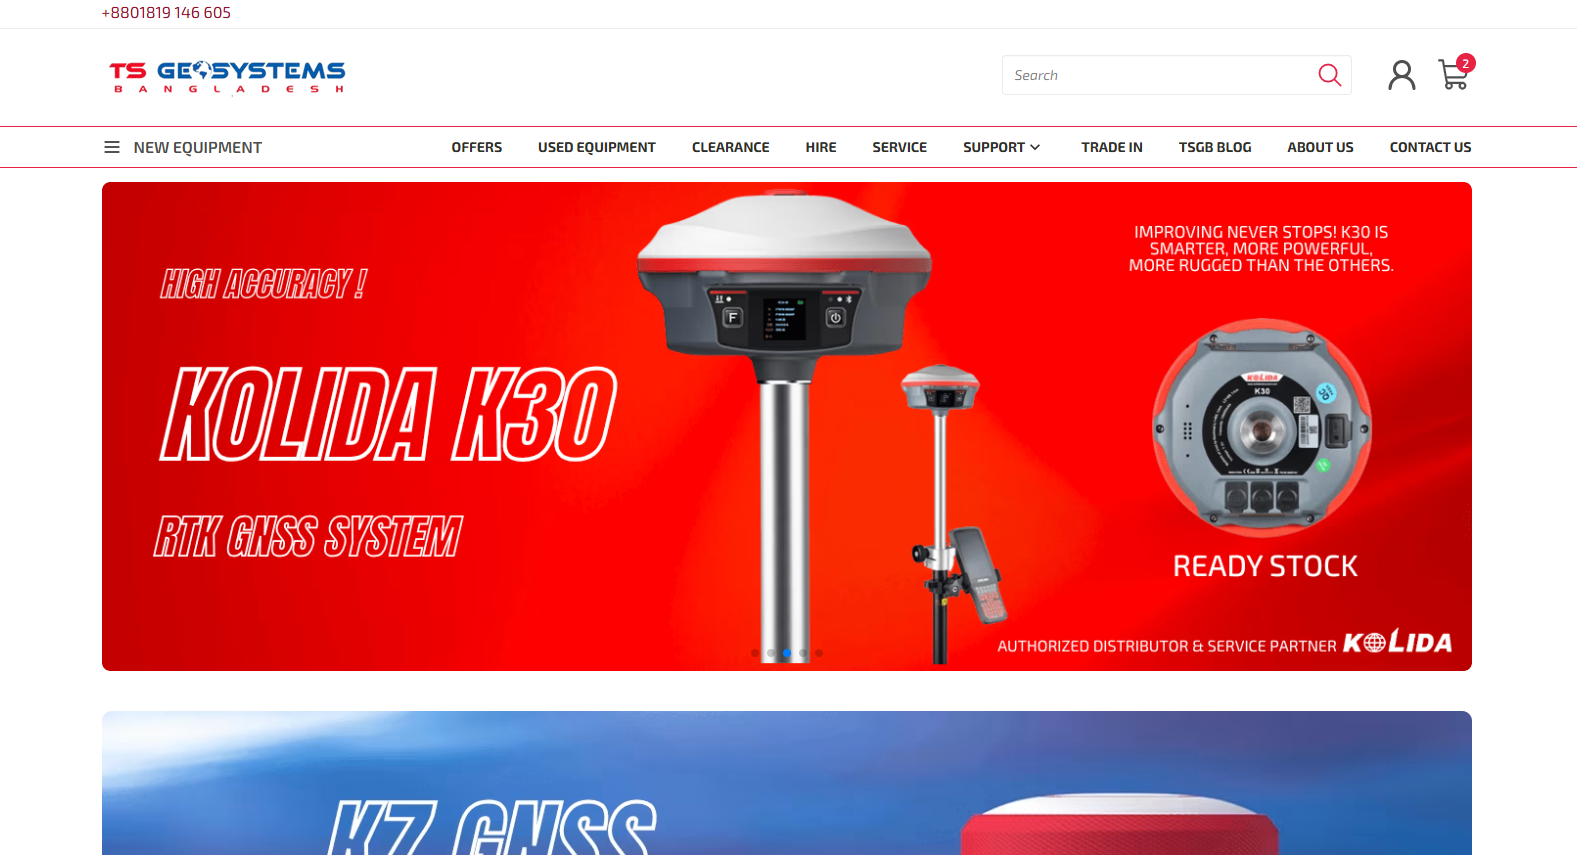 +8801819 146 605
TS GEOSYSTEMS
BANGLADESH
Search
2
NEW EQUIPMENT
OFFERS
USED EQUIPMENT
CLEARANCE
HIRE
SERVICE
SUPPORT
TRADE IN
TSGB BLOG
ABOUT US
CONTACT US
HIGH ACCURACY !
KOLIDA K30
RTK GNSS SYSTEM
F
IMPROVING NEVER STOPS! K30 IS
SMARTER, MORE POWERFUL,
MORE RUGGED THAN THE OTHERS.
KOLIDA
K30
READY STOCK
AUTHORIZED DISTRIBUTOR & SERVICE PARTNER KOLIDA
K7 GNSS